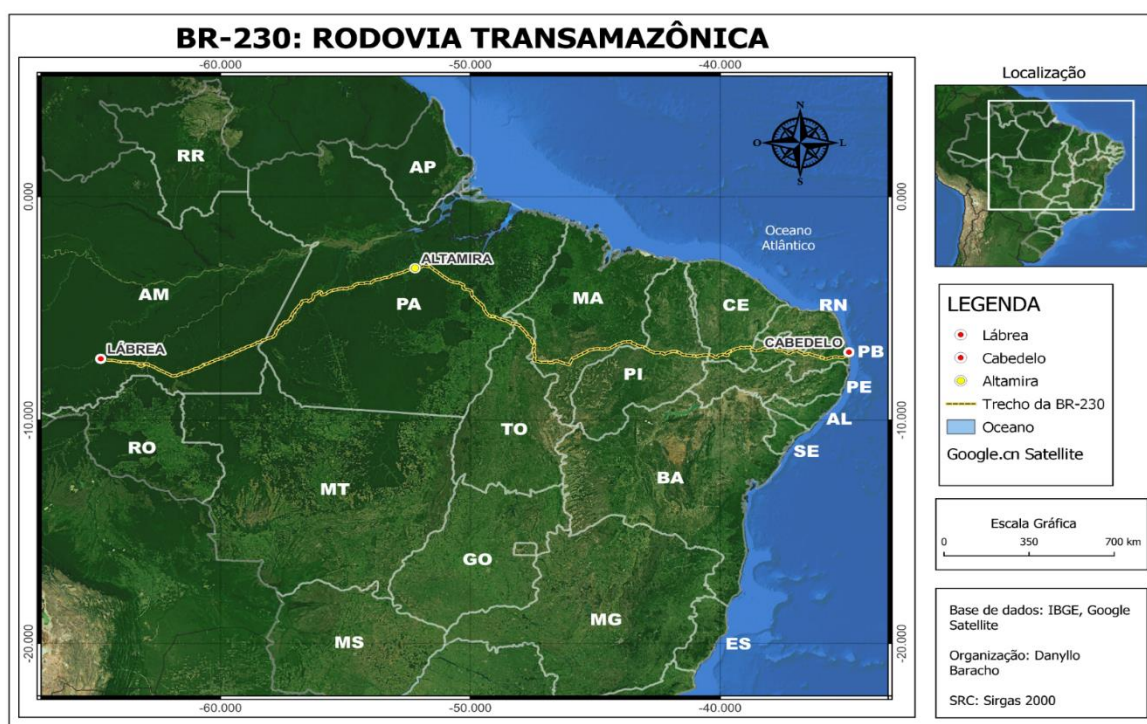 BR-230: RODOVIA TRANSAMAZÔNICA
-60.000 -50.000 -40.000
0.000
-10.000
-20.000
0.000
-10.000
-20.000
-60.000 -50.000 -40.000
N
O L
S
RR
AP
Oceano
Atlântico
ALTAMIRA
AM
PA
MA
CE
RN
LÁBREA
CABEDELO
PB
PI
PE
TO
AL
RO
SE
MT
BA
GO
MG
MS
ES
Localização
LEGENDA
Lábrea
Cabedelo
Altamira
Trecho da BR-230
Oceano
Google.cn Satellite
Escala Gráfica
0 350 700 km
Base de dados: IBGE, Google
Satellite
Organização: Danyllo
Baracho
SRC: Sirgas 2000